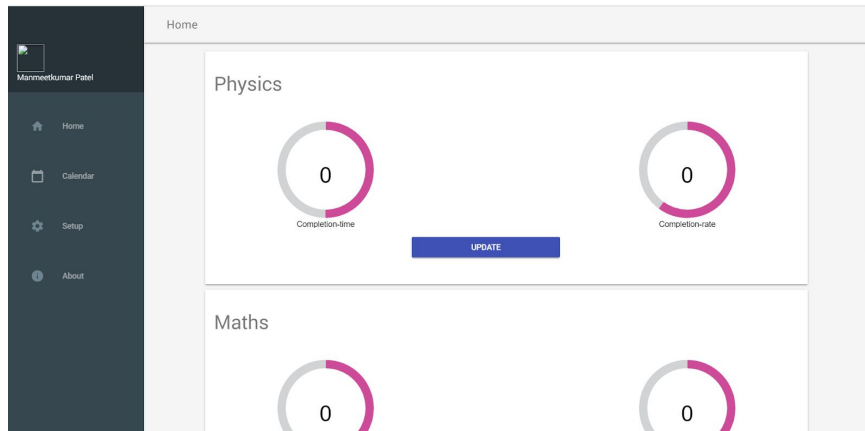 Home
Manmeetkumar Patel
Home
Calendar
Setup
About
Physics
0
0
Completion-time
Completion-rate
UPDATE
Maths
0
0